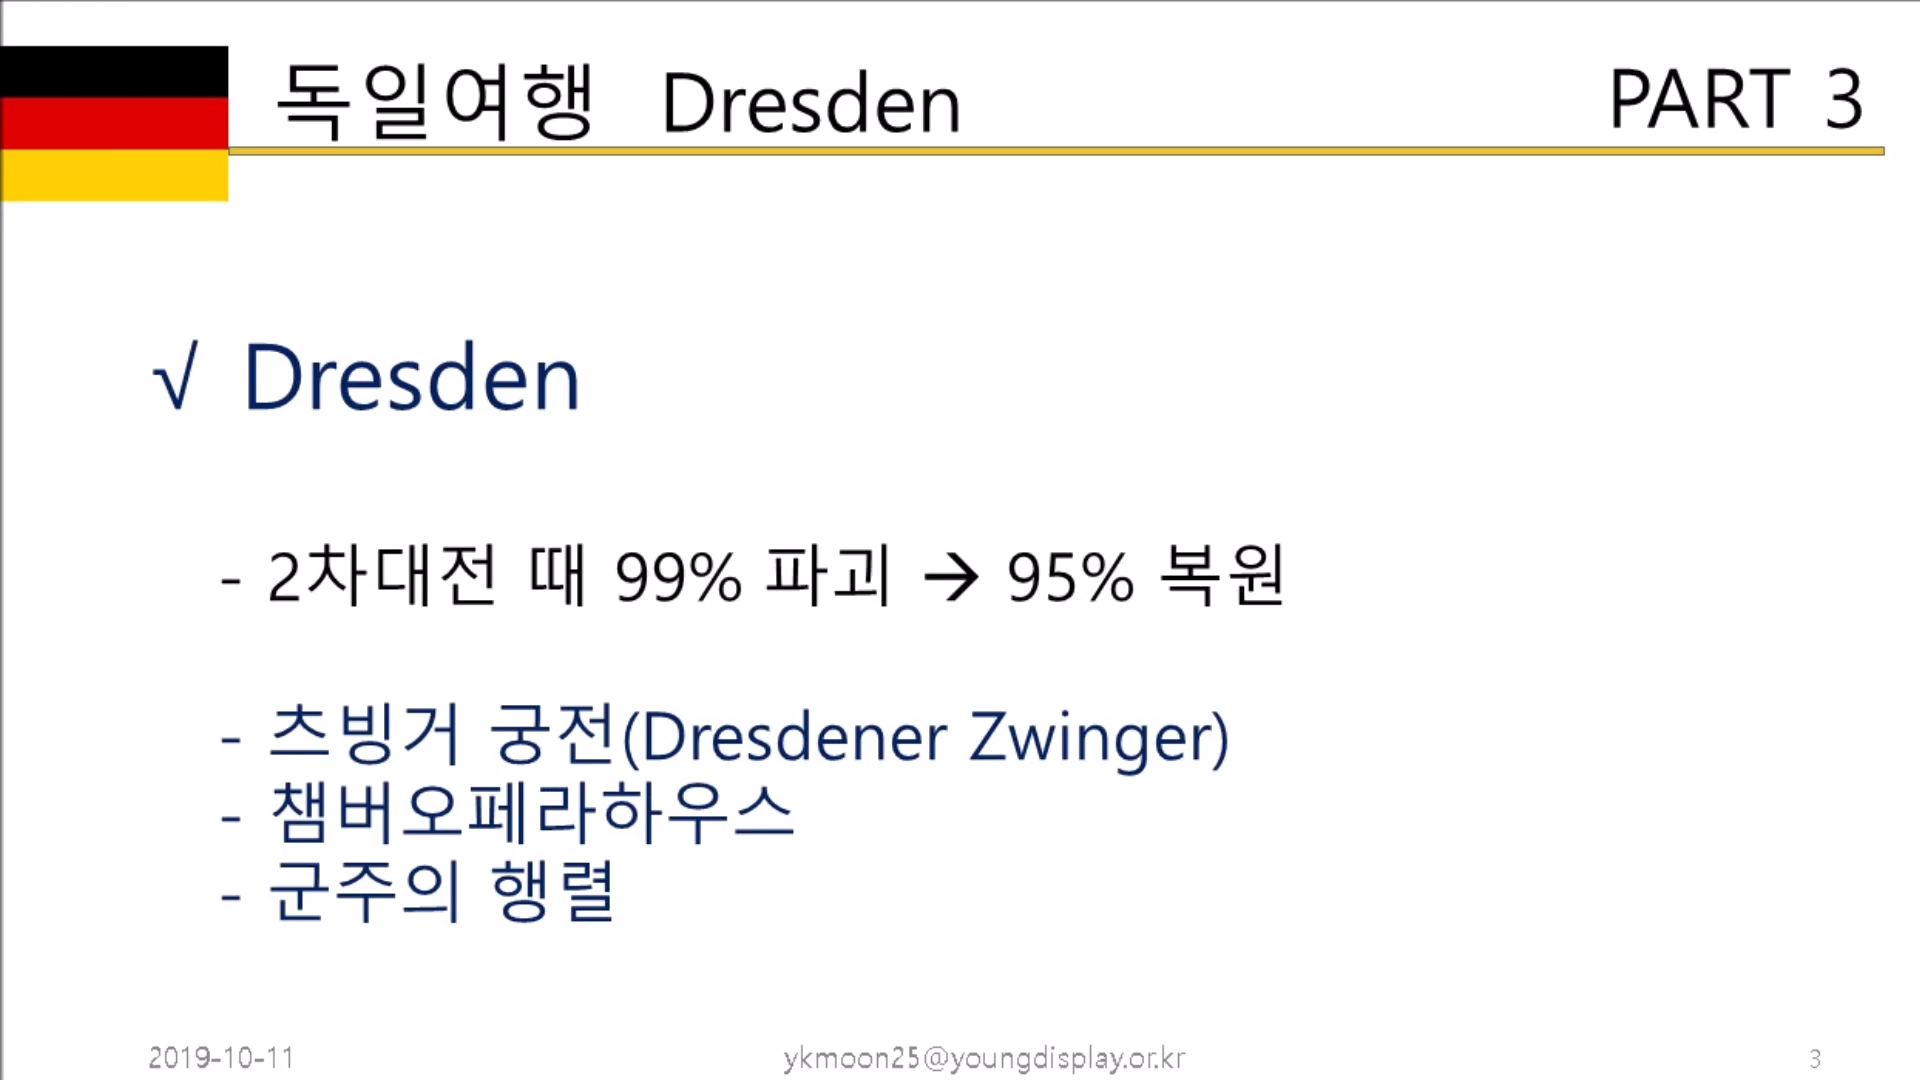 독일여행 Dresden PART 3
√ Dresden
- 2차대전 때 99% 파괴 → 95% 복원
- 츠빙거 궁전(Dresdener Zwinger)
- 챔버오페라하우스
- 군주의 행렬
2019-10-11 ykmoon25@youngdisplay.or.kr 3